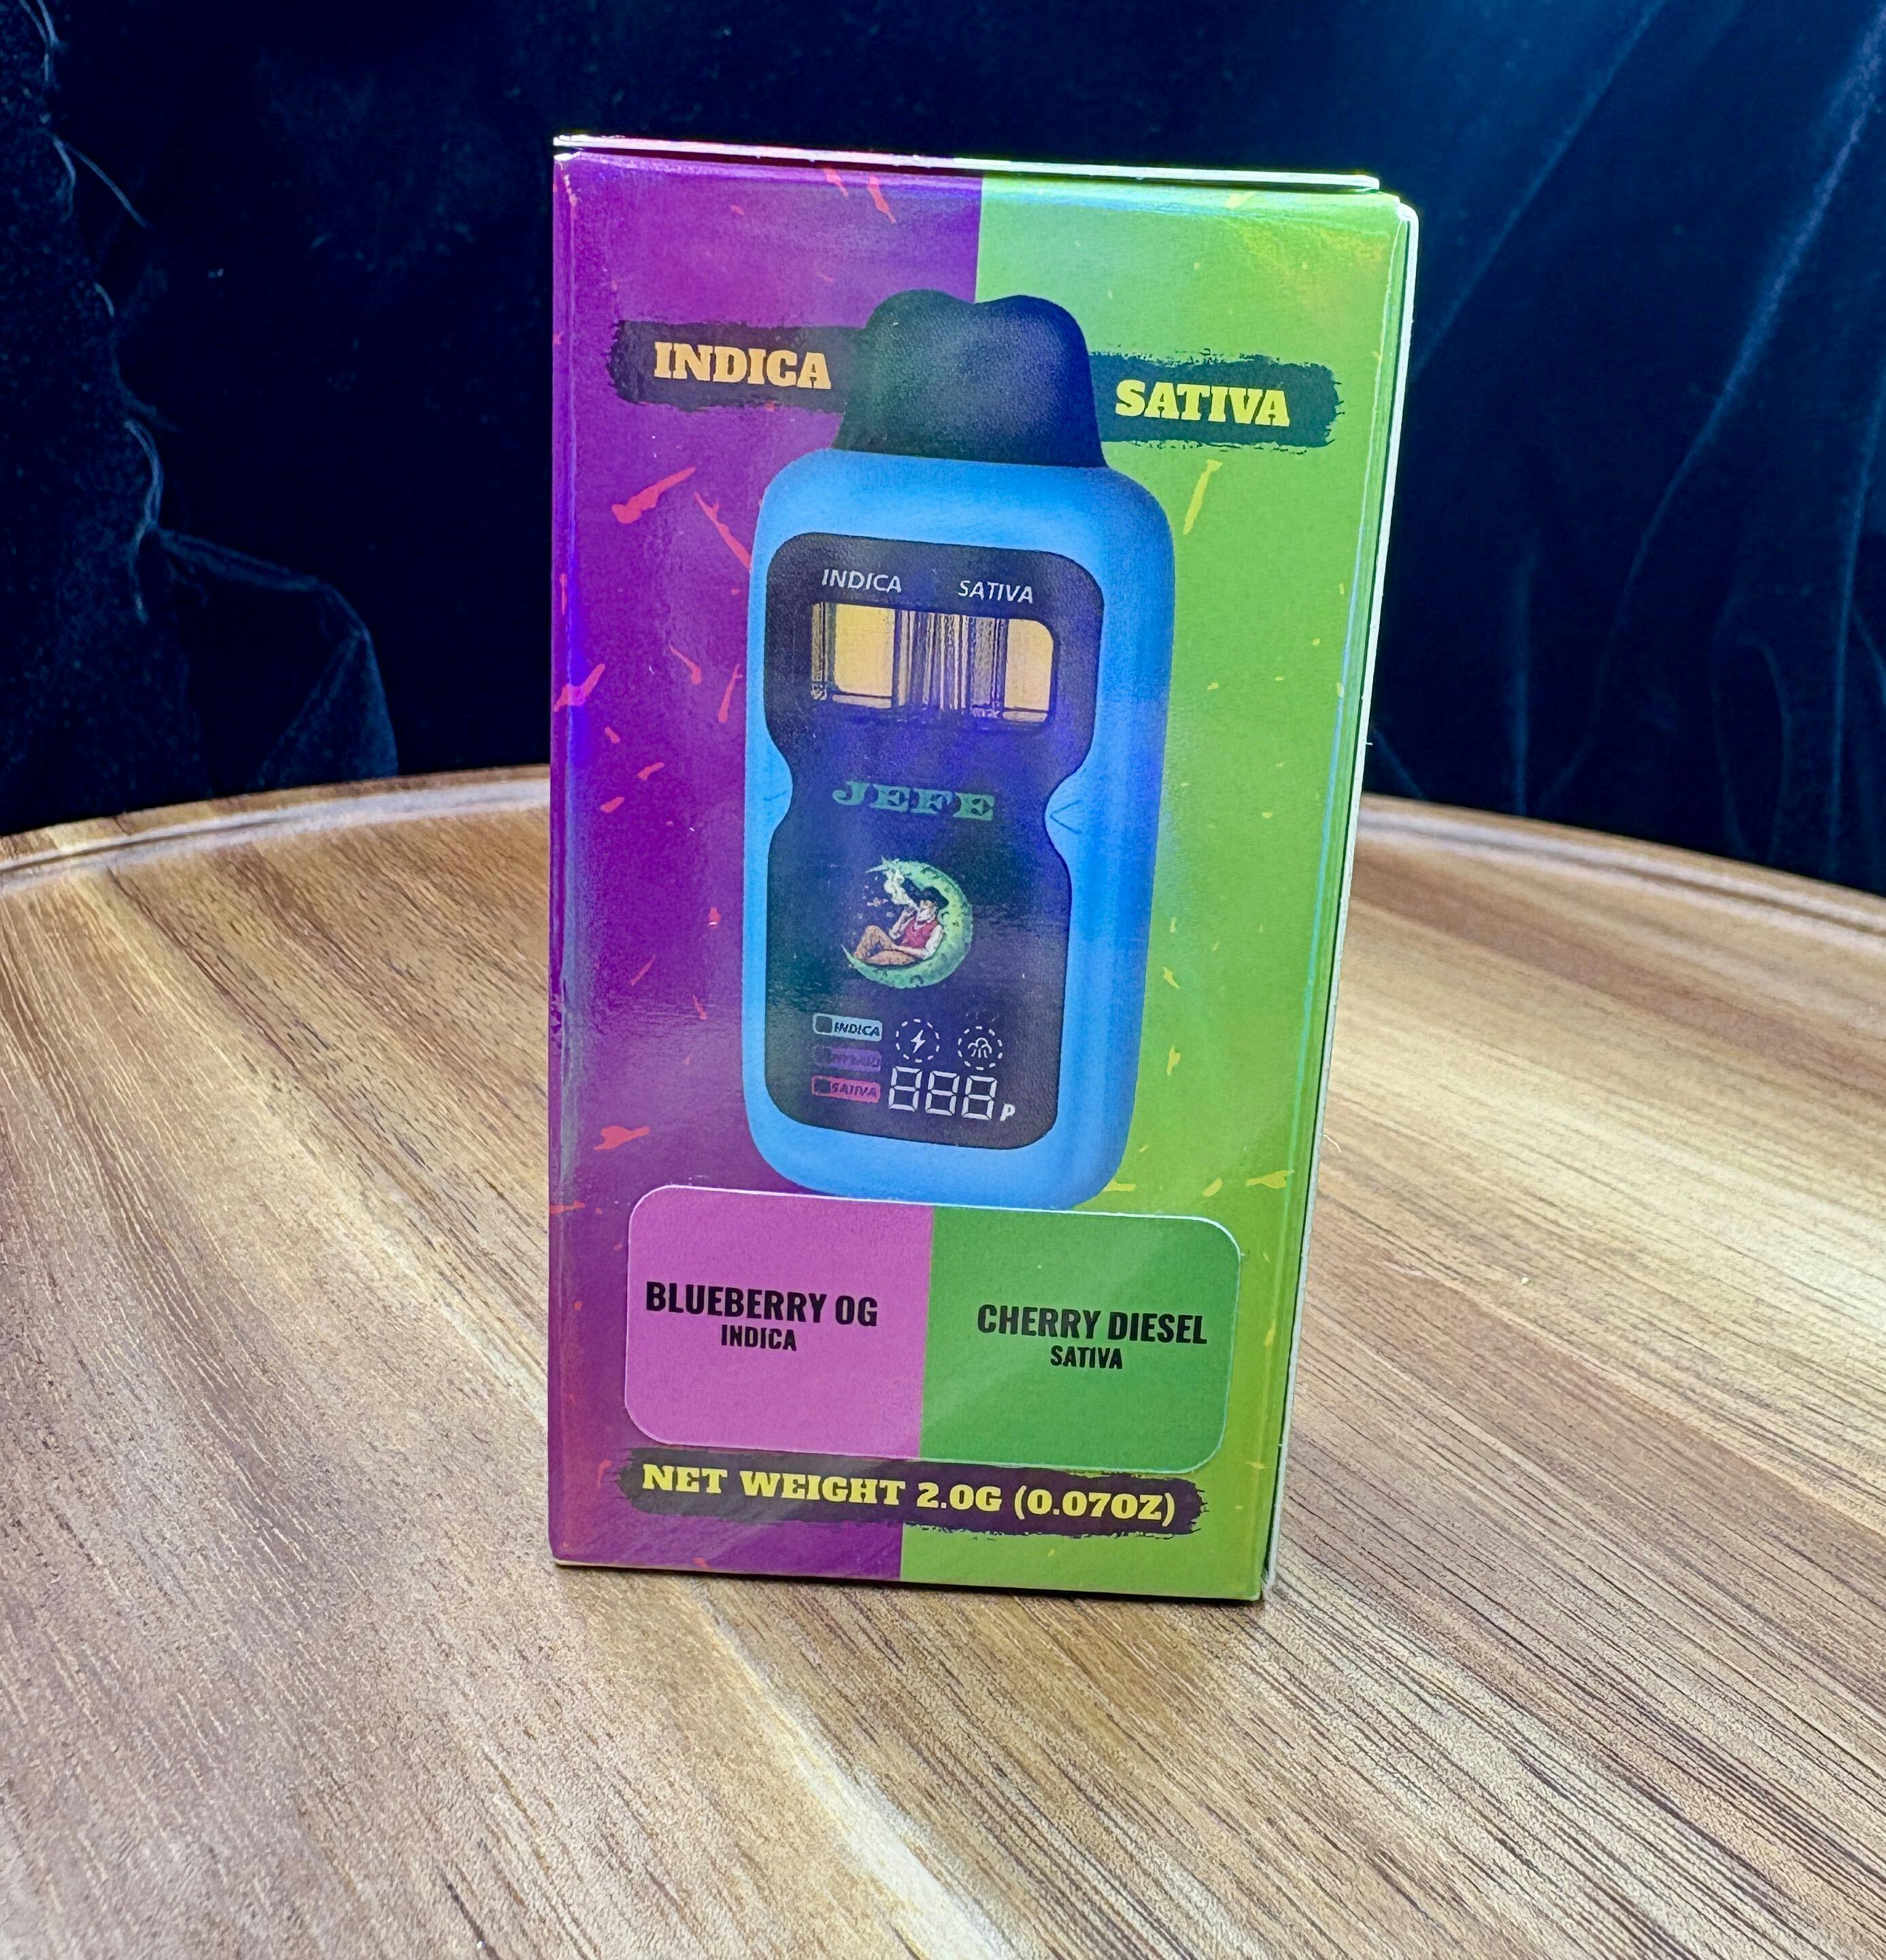 INDICA
SATIVA
INDICA SATIVA
JEFE
INDICA
HYBRID
SATIVA
888P
BLUEBERRY OG
INDICA
CHERRY DIESEL
SATIVA
NET WEIGHT 2.0G (0.07OZ)